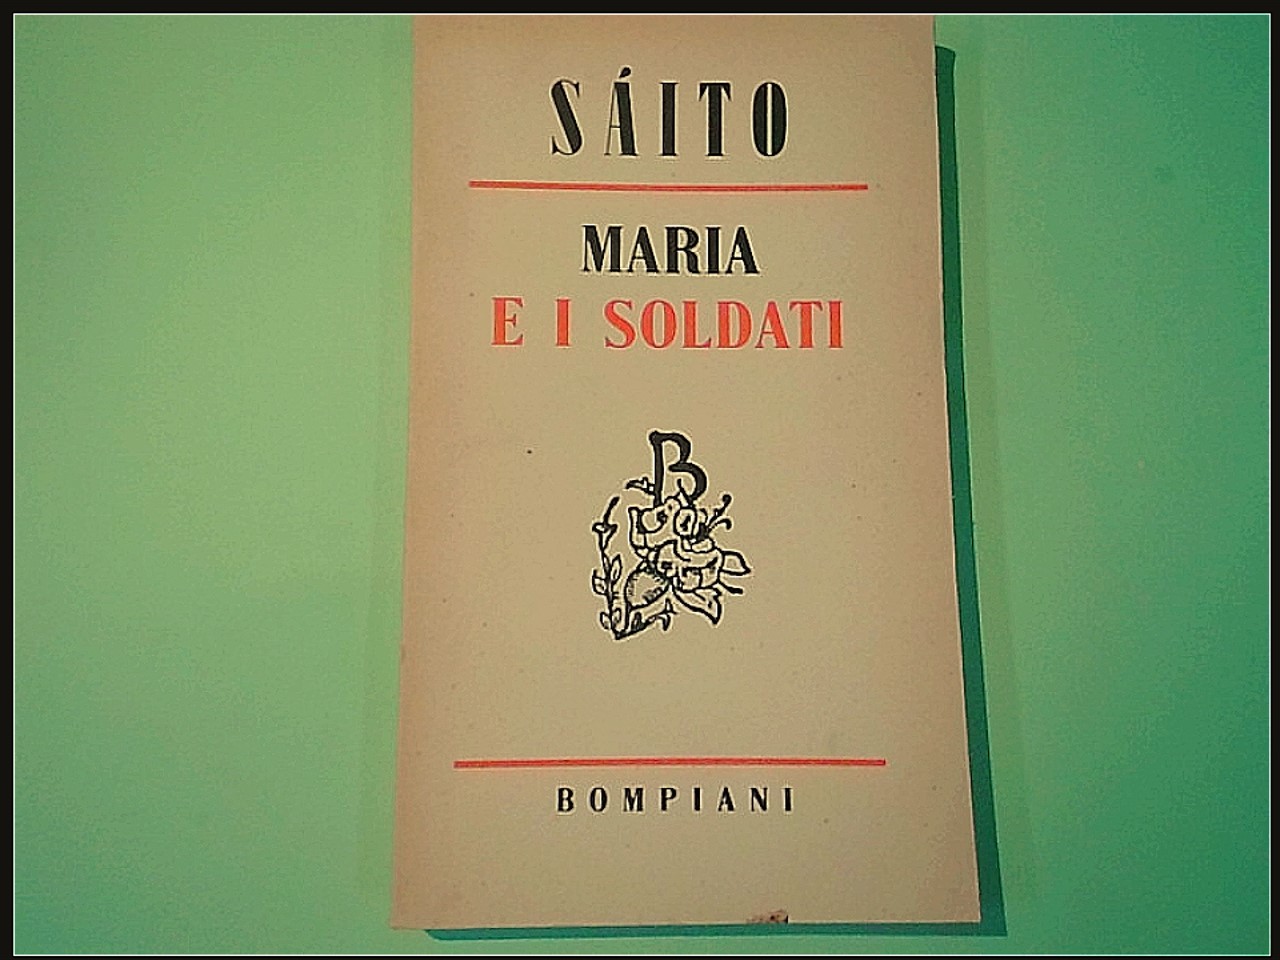 SÁITO
MARIA
E I SOLDATI
B
BOMPIANI